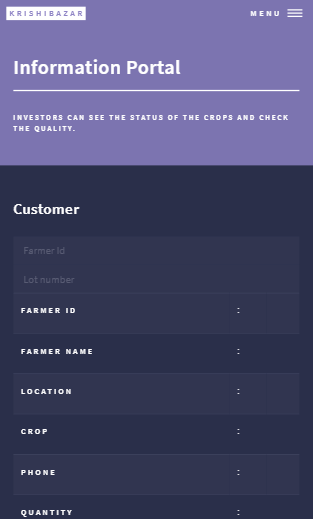 KRISHIBAZAR
MENU
Information Portal
INVESTORS CAN SEE THE STATUS OF THE CROPS AND CHECK
THE QUALITY.
Customer
Farmer Id
Lot number
FARMER ID :
FARMER NAME :
LOCATION :
CROP :
PHONE :
QUANTITY :